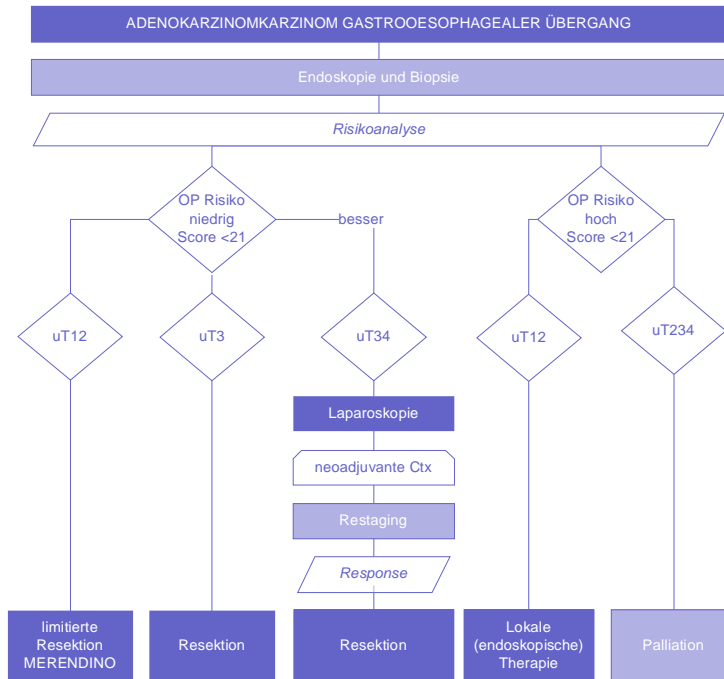 ADENOKARZINOMKARZINOM GASTROOESOPHAGEALER ÜBERGANG
Endoskopie und Biopsie
Risikoanalyse
OP Risiko
niedrig
Score <21
besser
OP Risiko
hoch
Score <21
uT12
uT3
uT34
uT12
uT234
Laparoskopie
neoadjuvante Ctx
Restaging
Response
limitierte
Resektion
MERENDINO
Resektion
Resektion
Lokale
(endoskopische)
Therapie
Palliation